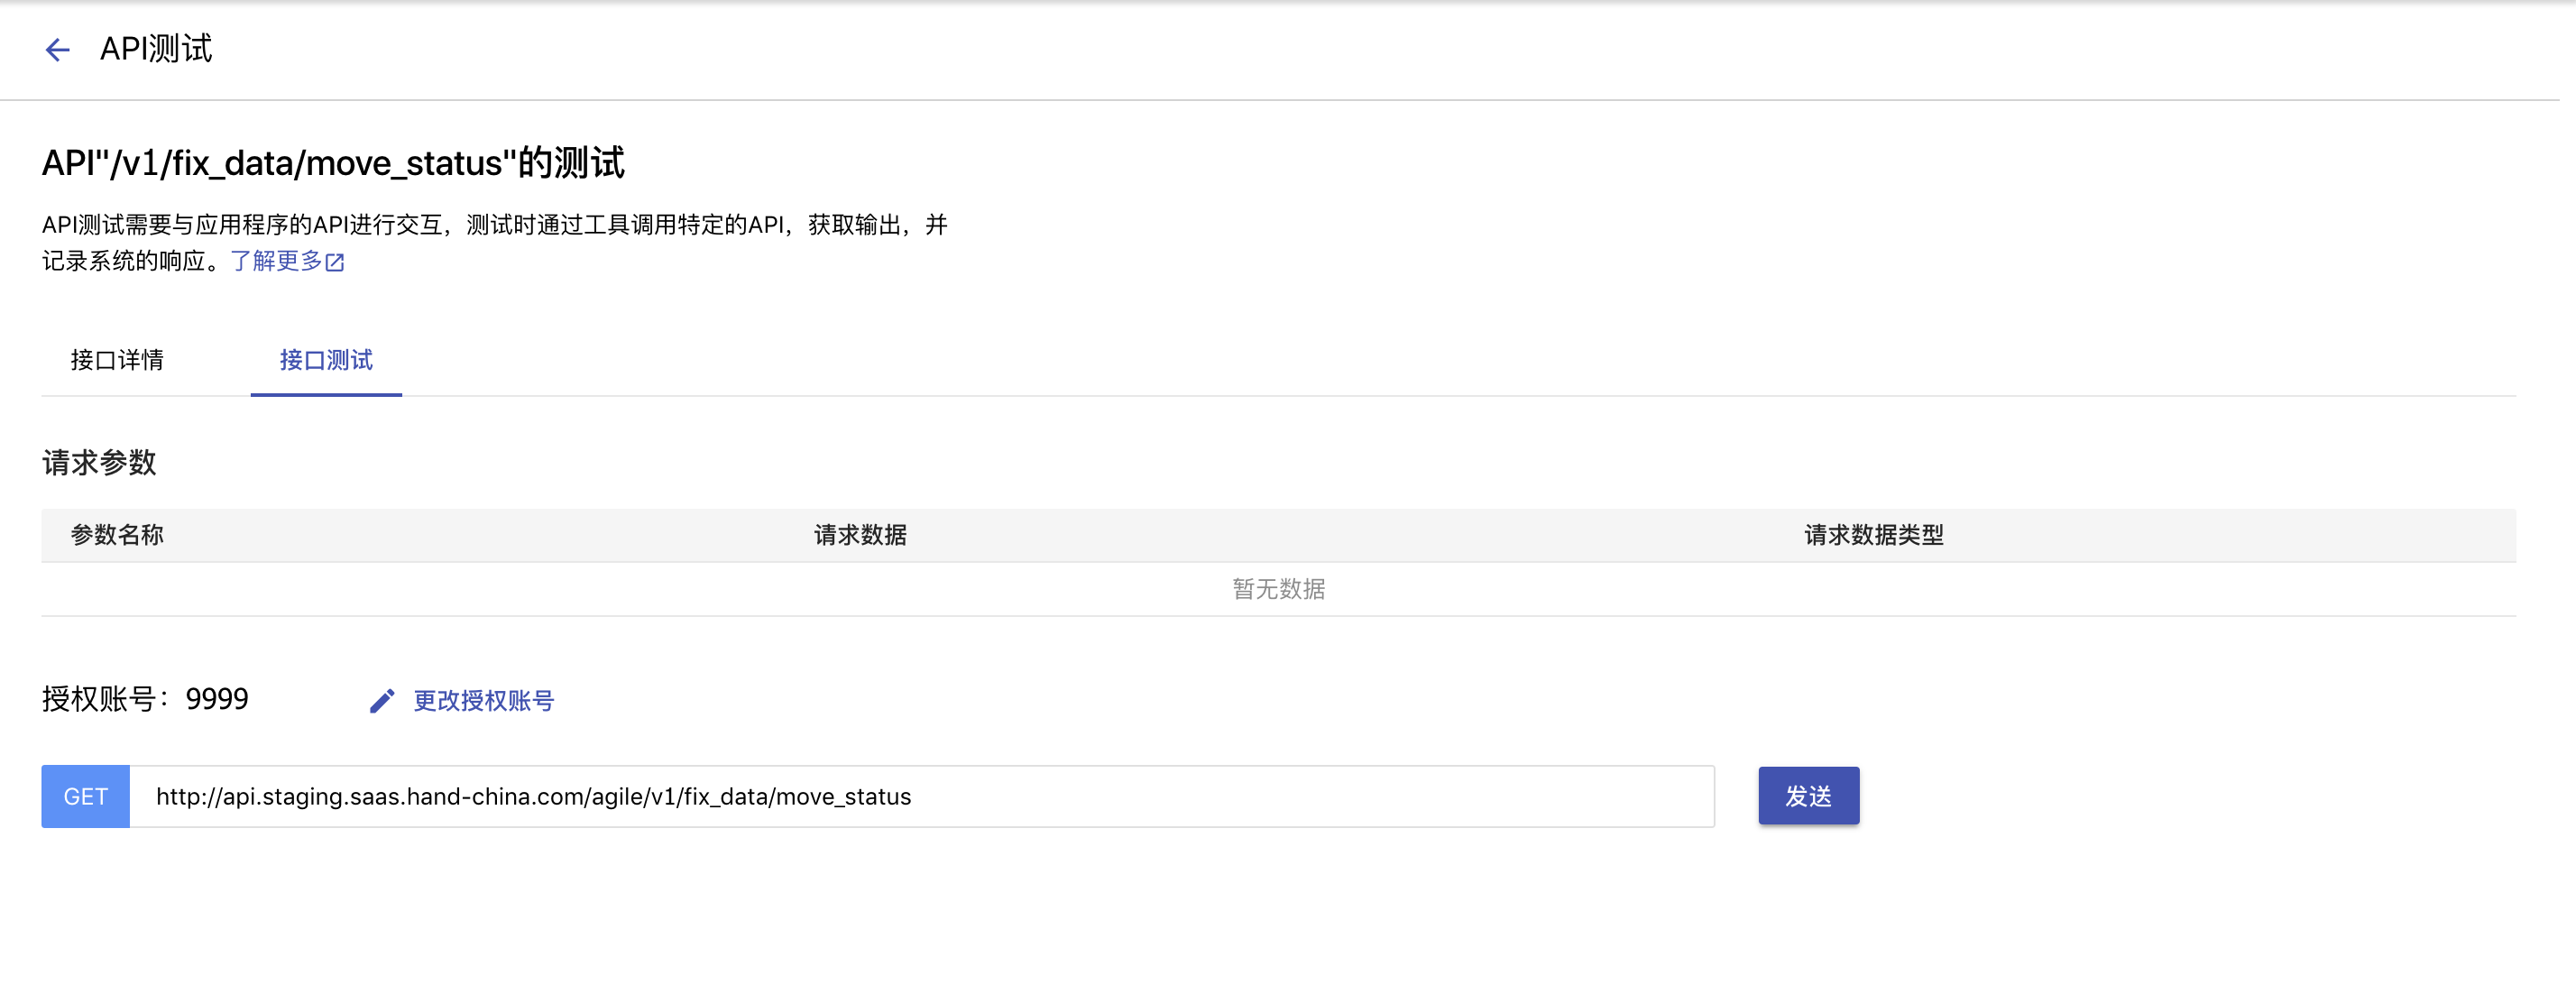 API测试
API"/v1/fix_data/move_status"的测试
API测试需要与应用程序的API进行交互，测试时通过工具调用特定的API，获取输出，并
记录系统的响应。了解更多
接口详情 接口测试
请求参数
参数名称 请求数据 请求数据类型
暂无数据
授权账号：9999 更改授权账号
GET http://api.staging.saas.hand-china.com/agile/v1/fix_data/move_status 发送